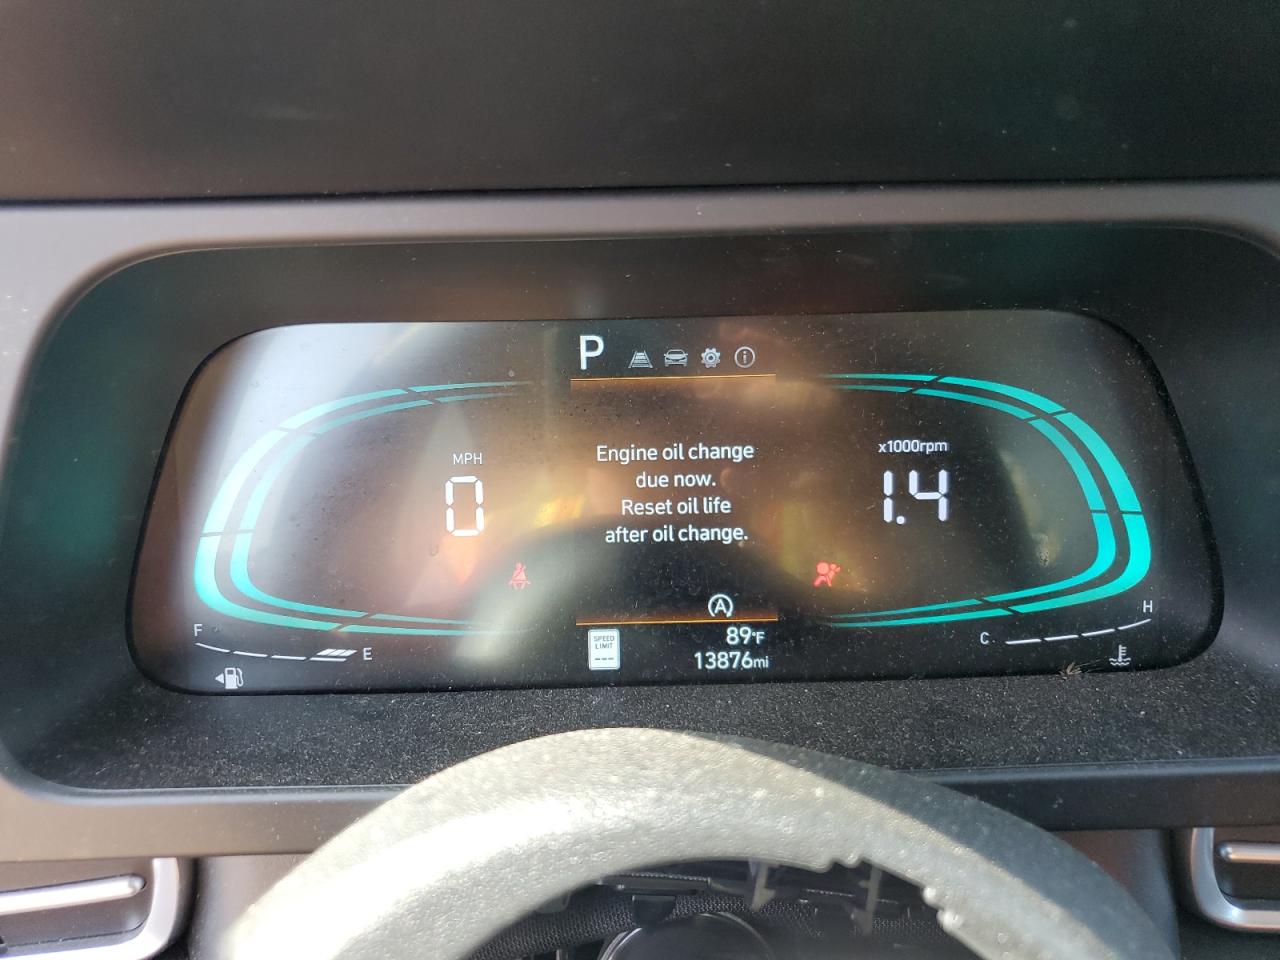 P
MPH
0
Engine oil change
due now.
Reset oil life
after oil change.
x1000rpm
1.4
A
F
E
SPEED
LIMIT
---
89°F
13876mi
C
H